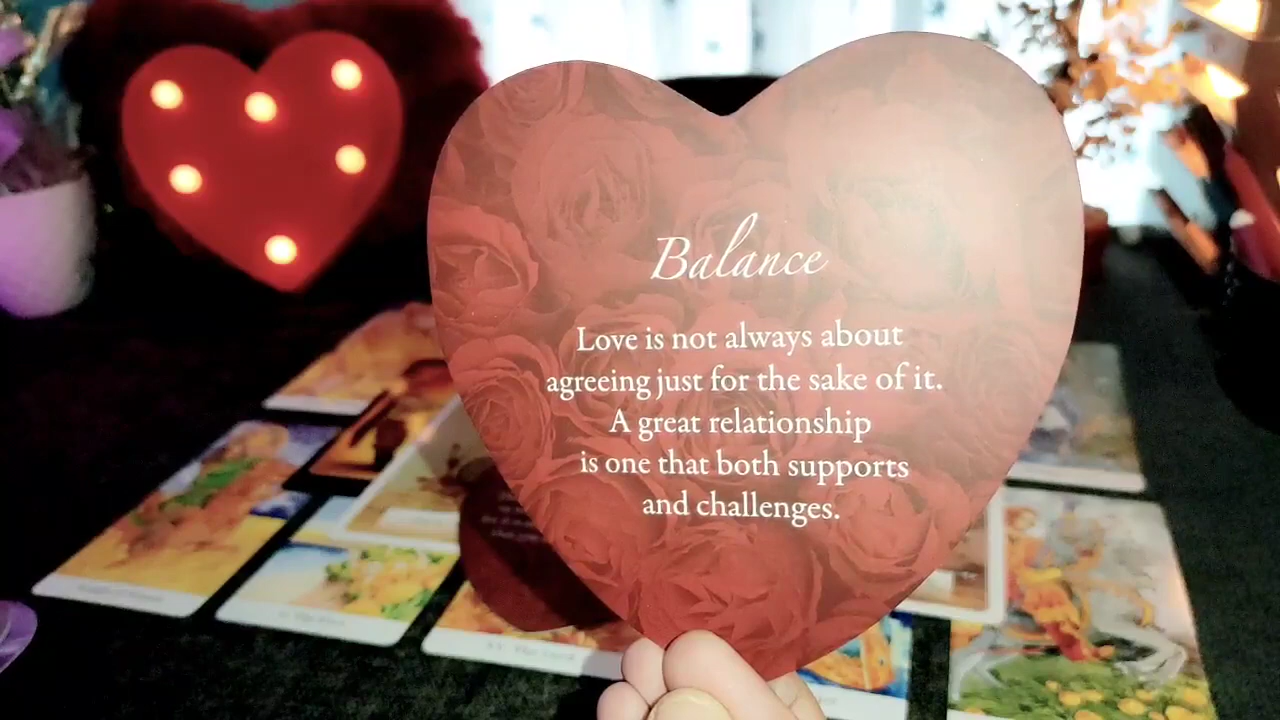 Balance
Love is not always about
agreeing just for the sake of it.
A great relationship
is one that both supports
and challenges.